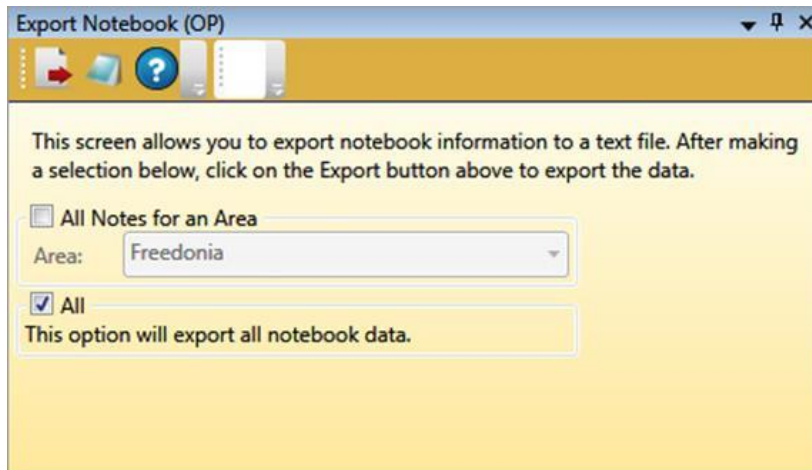 Export Notebook (OP)
?
This screen allows you to export notebook information to a text file. After making
a selection below, click on the Export button above to export the data.
All Notes for an Area
Area: Freedonia
All
This option will export all notebook data.